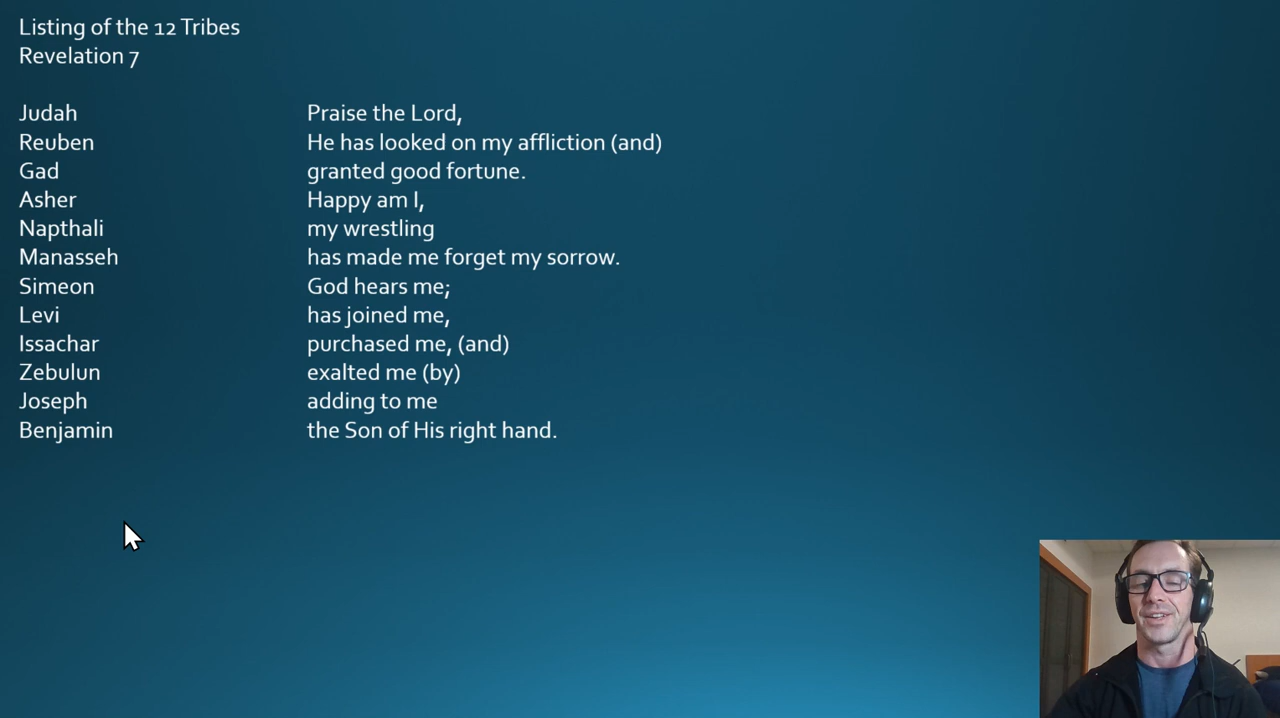 Listing of the 12 Tribes
Revelation 7
Judah Praise the Lord,
Reuben He has looked on my affliction (and)
Gad granted good fortune.
Asher Happy am I,
Napthali my wrestling
Manasseh has made me forget my sorrow.
Simeon God hears me;
Levi has joined me,
Issachar purchased me, (and)
Zebulun exalted me (by)
Joseph adding to me
Benjamin the Son of His right hand.